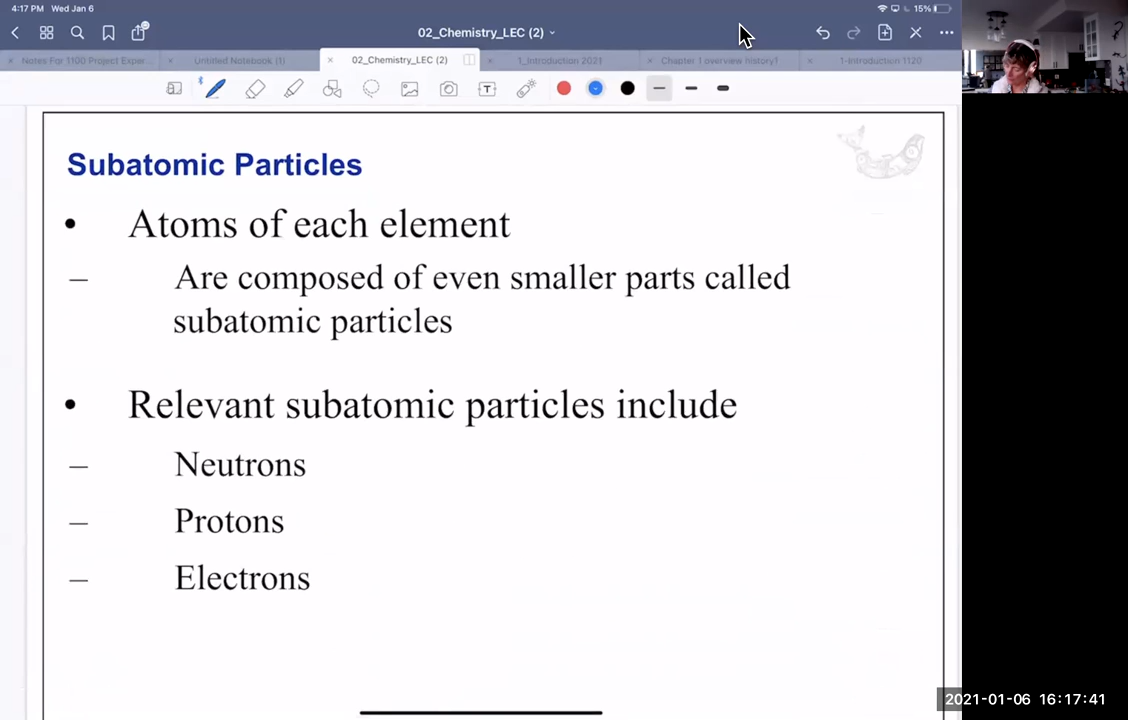 4:17 PM Wed Jan 6
15%
02_Chemistry_LEC (2)
Notes For 1100 Project Exper...
Untitled Notebook (1)
02_Chemistry_LEC (2)
1_Introduction 2021
Chapter 1 overview history1
1-Introduction 1120
T
Subatomic Particles
• Atoms of each element
– Are composed of even smaller parts called
subatomic particles
• Relevant subatomic particles include
– Neutrons
– Protons
– Electrons
2021-01-06 16:17:41